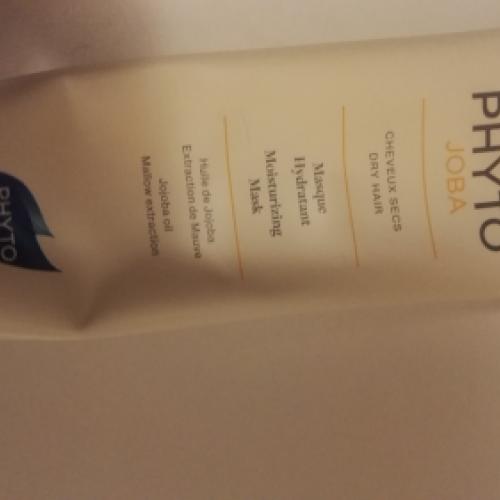 PHYTO
JOBA
CHEVEUX SECS
DRY HAIR
Masque
Hydratant
Moisturizing
Mask
Huile de Jojoba
Extraction de Mauve
Jojoba oil
Mallow extraction
PHYTO